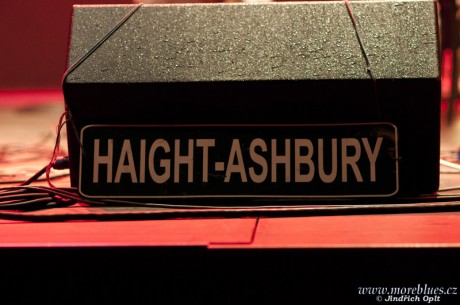 HAIGHT-ASHBURY
www.moreblues.cz
© Jindřich Oplt